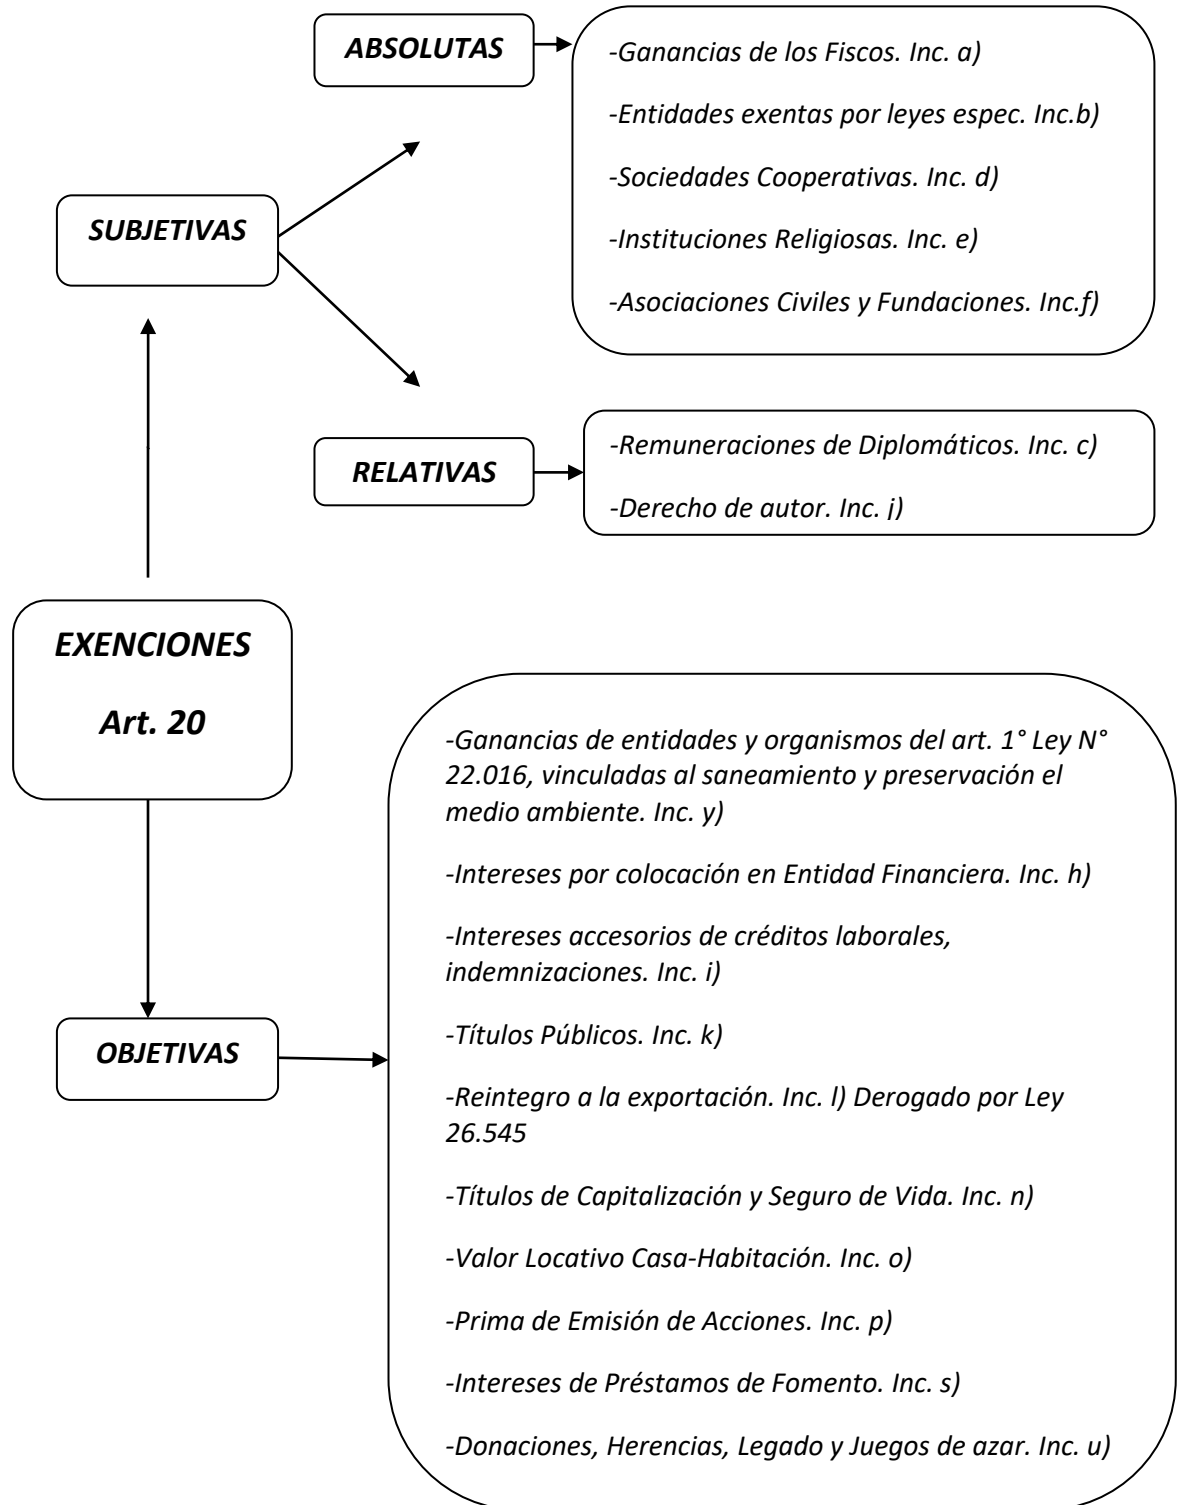 ABSOLUTAS
-Ganancias de los Fiscos. Inc. a)
-Entidades exentas por leyes espec. Inc.b)
-Sociedades Cooperativas. Inc. d)
-Instituciones Religiosas. Inc. e)
-Asociaciones Civiles y Fundaciones. Inc.f)
SUBJETIVAS
RELATIVAS
-Remuneraciones de Diplomáticos. Inc. c)
-Derecho de autor. Inc. j)
EXENCIONES
Art. 20
-Ganancias de entidades y organismos del art. 1° Ley N°
22.016, vinculadas al saneamiento y preservación el
medio ambiente. Inc. y)
-Intereses por colocación en Entidad Financiera. Inc. h)
-Intereses accesorios de créditos laborales,
indemnizaciones. Inc. i)
OBJETIVAS
-Títulos Públicos. Inc. k)
-Reintegro a la exportación. Inc. l) Derogado por Ley
26.545
-Títulos de Capitalización y Seguro de Vida. Inc. n)
-Valor Locativo Casa-Habitación. Inc. o)
-Prima de Emisión de Acciones. Inc. p)
-Intereses de Préstamos de Fomento. Inc. s)
-Donaciones, Herencias, Legado y Juegos de azar. Inc. u)